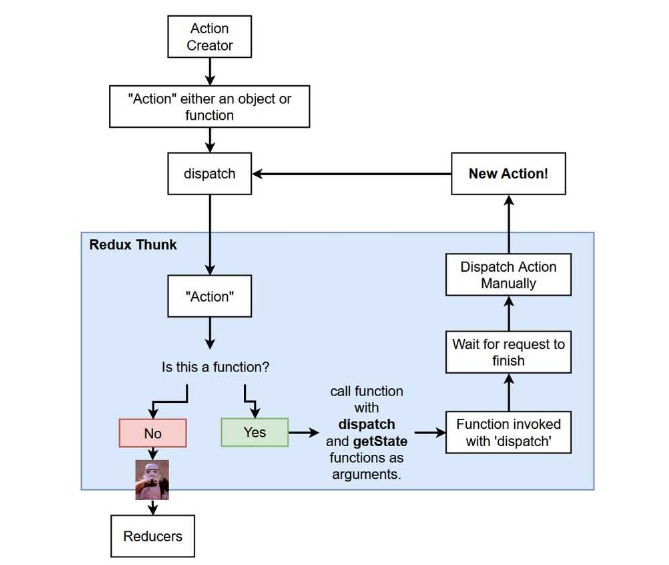 Action
Creator
"Action" either an object or
function
dispatch
New Action!
Redux Thunk
"Action"
Is this a function?
No
Yes
call function
with
dispatch
and getState
functions as
arguments.
Function invoked
with 'dispatch'
Wait for request to
finish
Dispatch Action
Manually
Reducers